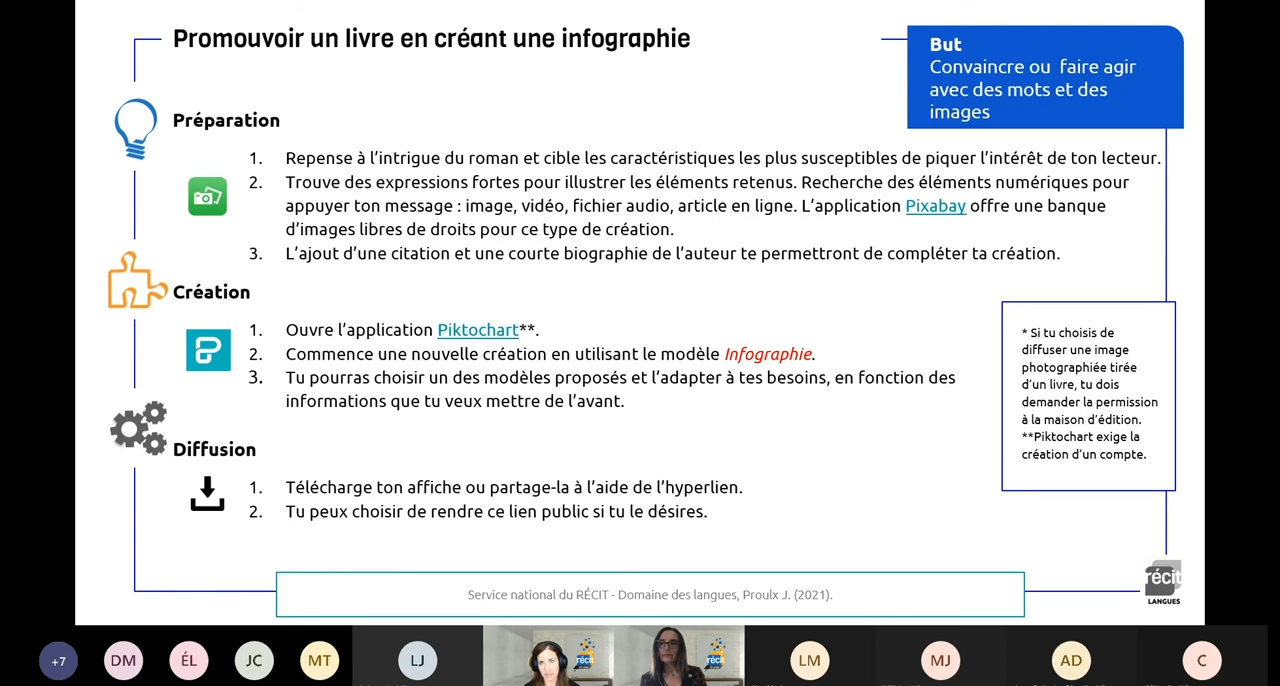 Promouvoir un livre en créant une infographie
But
Convaincre ou faire agir
avec des mots et des
images
Préparation
1. Repense à l’intrigue du roman et cible les caractéristiques les plus susceptibles de piquer l’intérêt de ton lecteur.
2. Trouve des expressions fortes pour illustrer les éléments retenus. Recherche des éléments numériques pour
appuyer ton message : image, vidéo, fichier audio, article en ligne. L’application Pixabay offre une banque
d’images libres de droits pour ce type de création.
3. L’ajout d’une citation et une courte biographie de l’auteur te permettront de compléter ta création.
Création
1. Ouvre l’application Piktochart**.
2. Commence une nouvelle création en utilisant le modèle Infographie.
3. Tu pourras choisir un des modèles proposés et l’adapter à tes besoins, en fonction des
informations que tu veux mettre de l’avant.
* Si tu choisis de
diffuser une image
photographiée tirée
d’un livre, tu dois
demander la permission
à la maison d’édition.
**Piktochart exige la
création d’un compte.
Diffusion
1. Télécharge ton affiche ou partage-la à l’aide de l’hyperlien.
2. Tu peux choisir de rendre ce lien public si tu le désires.
Service national du RÉCIT - Domaine des langues, Proulx J. (2021).
récit
LANGUES
+7
DM
ÉL
JC
MT
LJ
récit
récit
LM
MJ
AD
C